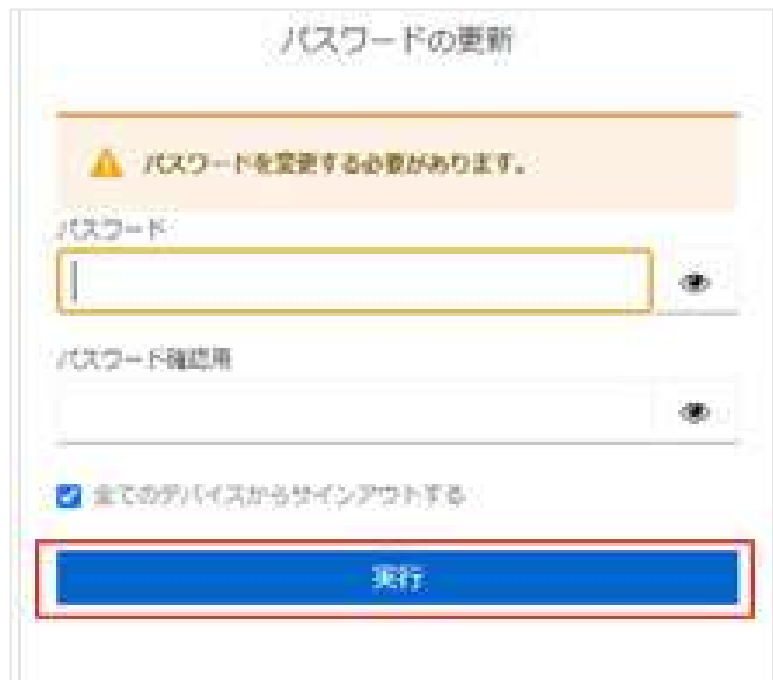 パスワードの更新
パスワードを変更する必要があります。
パスワード
パスワード確認用
全てのデバイスからサインアウトする
実行